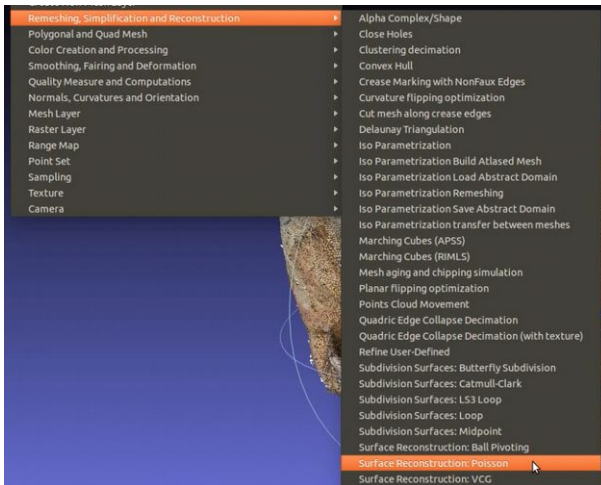 Remeshing, Simplification and Reconstruction
Polygonal and Quad Mesh
Color Creation and Processing
Smoothing, Fairing and Deformation
Quality Measure and Computations
Normals, Curvatures and Orientation
Mesh Layer
Raster Layer
Range Map
Point Set
Sampling
Texture
Camera
Alpha Complex/Shape
Close Holes
Clustering decimation
Convex Hull
Crease Marking with NonFaux Edges
Curvature flipping optimization
Cut mesh along crease edges
Delaunay Triangulation
Iso Parametrization
Iso Parametrization Build Atlased Mesh
Iso Parametrization Load Abstract Domain
Iso Parametrization Remeshing
Iso Parametrization Save Abstract Domain
Iso Parametrization transfer between meshes
Marching Cubes (APSS)
Marching Cubes (RIMLS)
Mesh aging and chipping simulation
Planar flipping optimization
Points Cloud Movement
Quadric Edge Collapse Decimation
Quadric Edge Collapse Decimation (with texture)
Refine User-Defined
Subdivision Surfaces: Butterfly Subdivision
Subdivision Surfaces: Catmull-Clark
Subdivision Surfaces: LS3 Loop
Subdivision Surfaces: Loop
Subdivision Surfaces: Midpoint
Surface Reconstruction: Ball Pivoting
Surface Reconstruction: Poisson
Surface Reconstruction: VCG